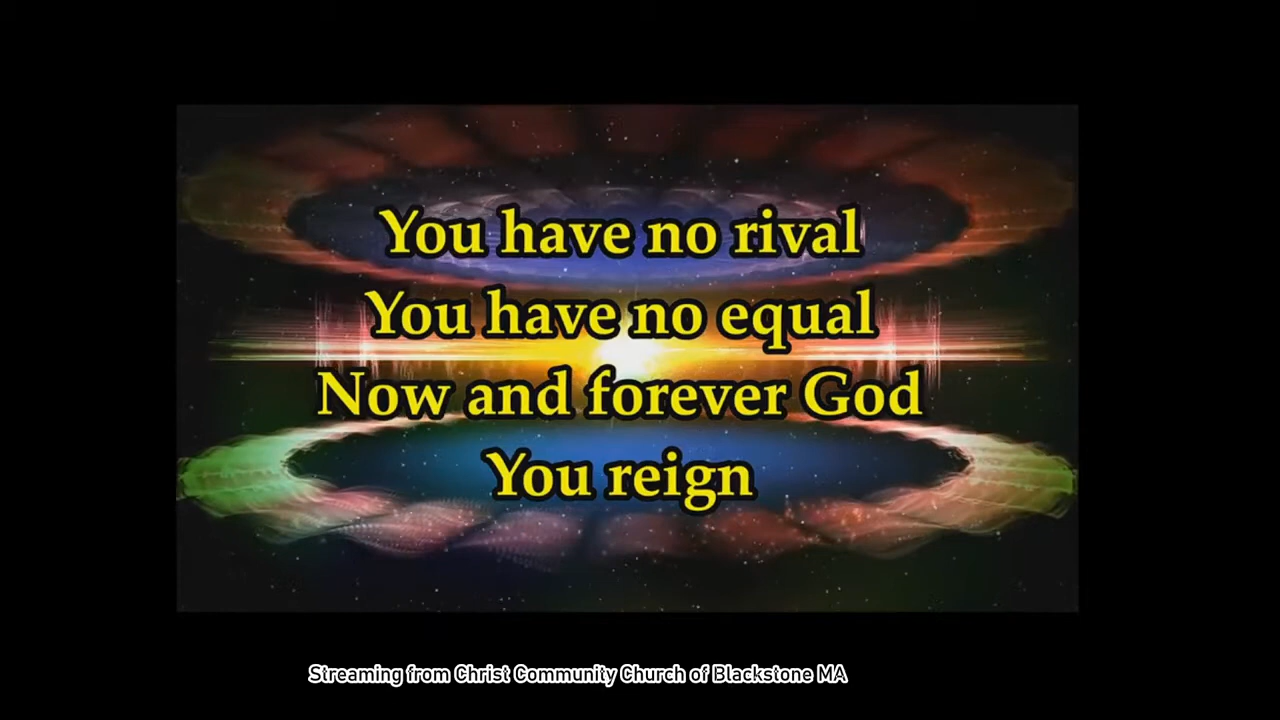 You have no rival
You have no equal
Now and forever God
You reign
Streaming from Christ Community Church of Blackstone MA